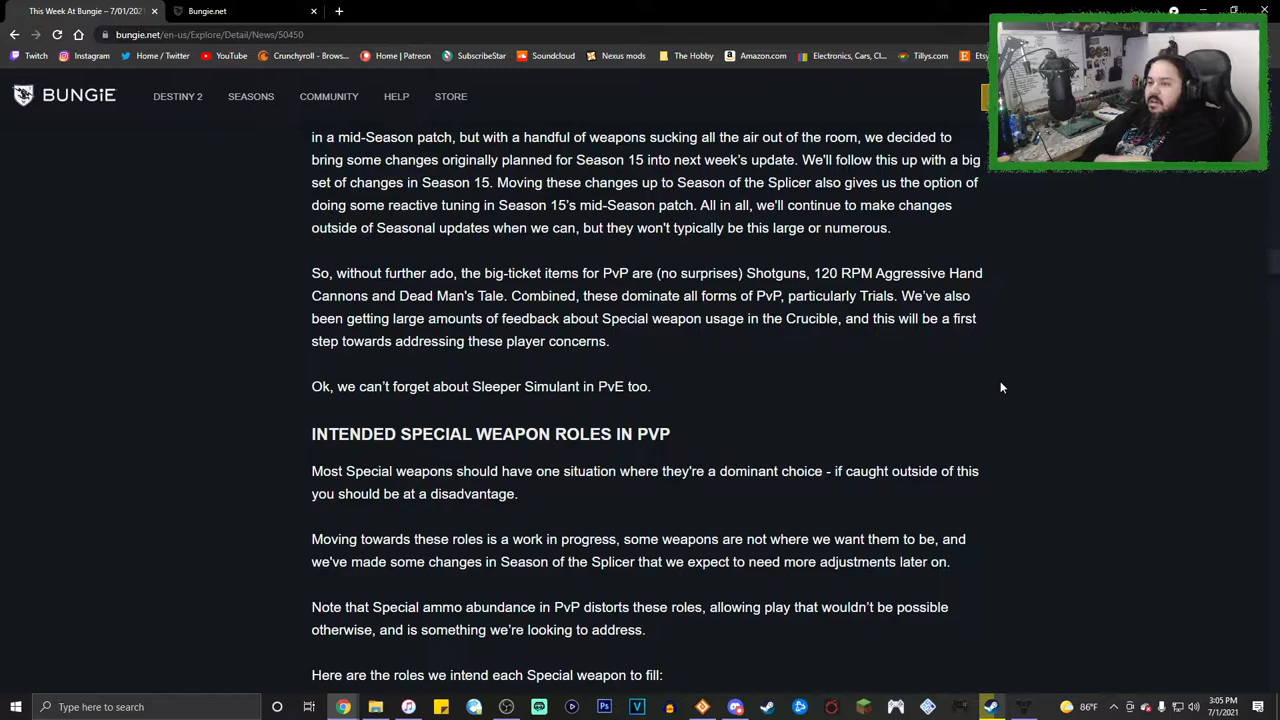 This Week At Bungie – 7/01/2021
Bungie.net
bungie.net/en-us/Explore/Detail/News/50450
Twitch
Instagram
Home / Twitter
YouTube
Crunchyroll - Brows...
Home | Patreon
SubscribeStar
Soundcloud
Nexus mods
The Hobby
Amazon.com
Electronics, Cars, Cl...
Tillys.com
BUNGiE
DESTINY 2
SEASONS
COMMUNITY
HELP
STORE
in a mid-Season patch, but with a handful of weapons sucking all the air out of the room, we decided to
bring some changes originally planned for Season 15 into next week's update. We'll follow this up with a big
set of changes in Season 15. Moving these changes up to Season of the Splicer also gives us the option of
doing some reactive tuning in Season 15's mid-Season patch. All in all, we'll continue to make changes
outside of Seasonal updates when we can, but they won't typically be this large or numerous.
So, without further ado, the big-ticket items for PvP are (no surprises) Shotguns, 120 RPM Aggressive Hand
Cannons and Dead Man's Tale. Combined, these dominate all forms of PvP, particularly Trials. We've also
been getting large amounts of feedback about Special weapon usage in the Crucible, and this will be a first
step towards addressing these player concerns.
Ok, we can't forget about Sleeper Simulant in PvE too.
INTENDED SPECIAL WEAPON ROLES IN PVP
Most Special weapons should have one situation where they're a dominant choice - if caught outside of this
you should be at a disadvantage.
Moving towards these roles is a work in progress, some weapons are not where we want them to be, and
we've made some changes in Season of the Splicer that we expect to need more adjustments later on.
Note that Special ammo abundance in PvP distorts these roles, allowing play that wouldn't be possible
otherwise, and is something we're looking to address.
Here are the roles we intend each Special weapon to fill:
Type here to search
86°F
3:05 PM
7/1/2021